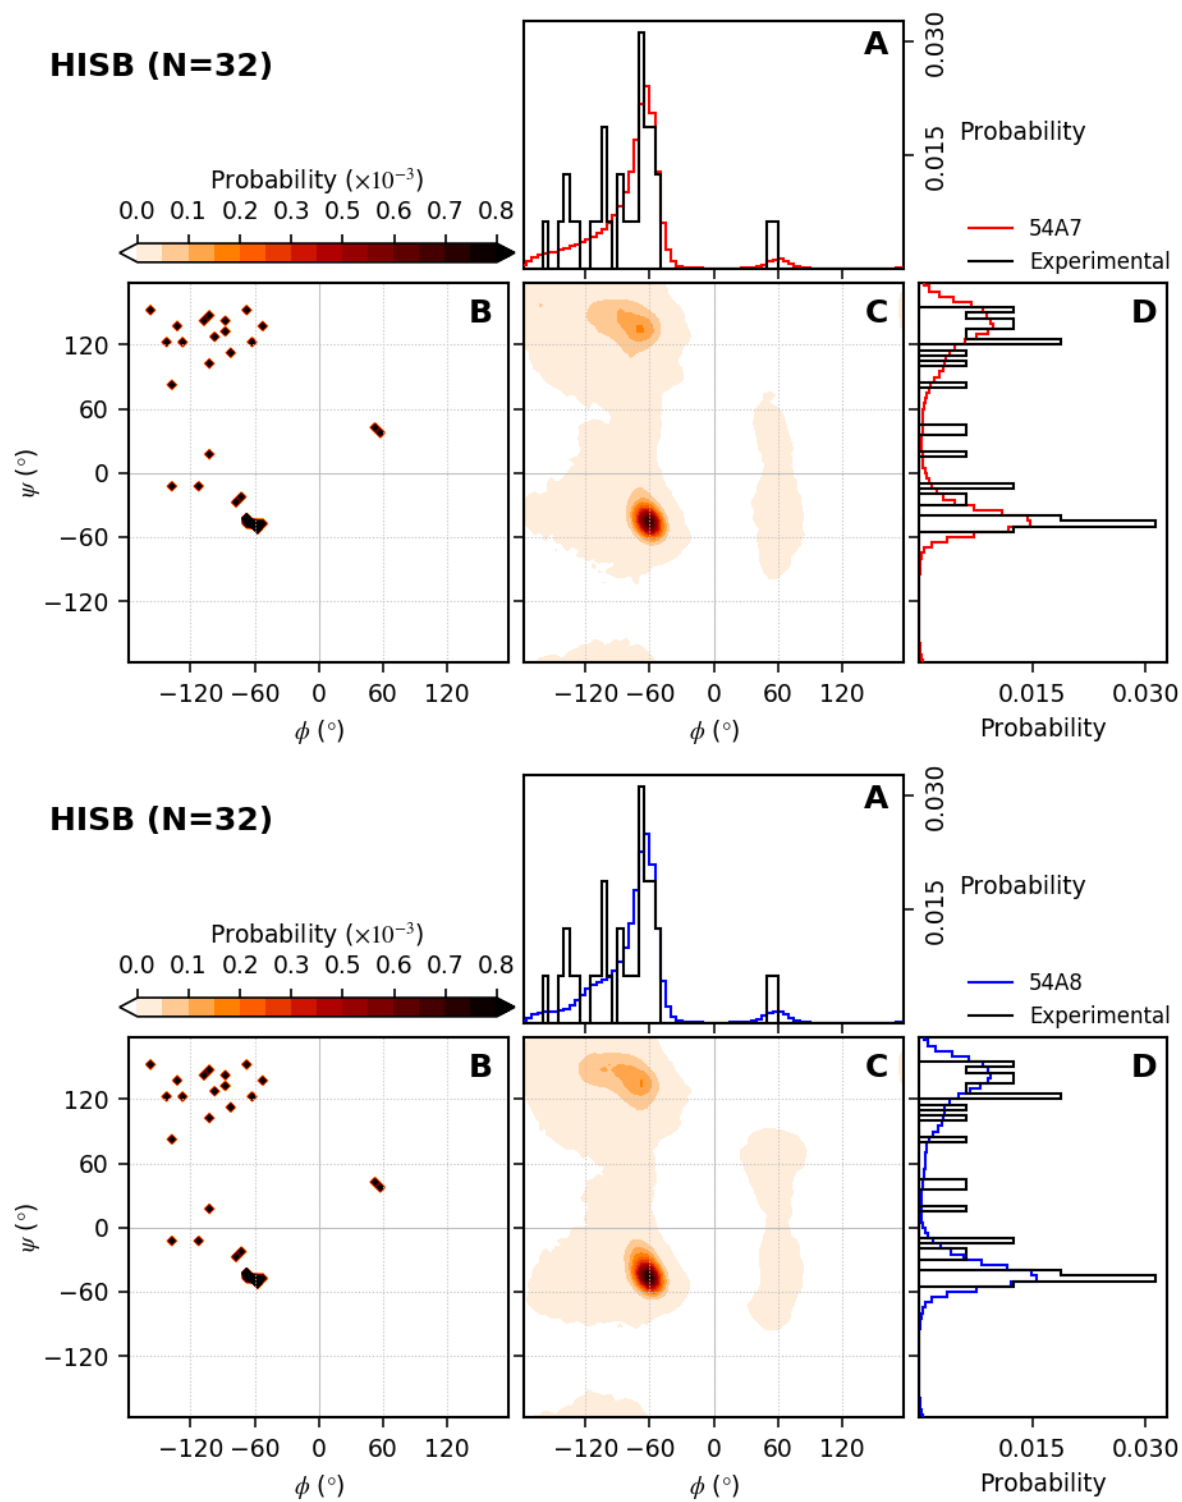 HISB (N=32)
A
0.030
0.015
Probability
Probability (×10⁻³)
0.0 0.1 0.2 0.3 0.5 0.6 0.7 0.8
54A7
Experimental
B
C
D
120
60
0
−60
−120
ψ (°)
−120 −60 0 60 120
−120 −60 0 60 120
0.015 0.030
ϕ (°)
ϕ (°)
Probability
HISB (N=32)
A
0.030
0.015
Probability
Probability (×10⁻³)
0.0 0.1 0.2 0.3 0.5 0.6 0.7 0.8
54A8
Experimental
B
C
D
120
60
0
−60
−120
ψ (°)
−120 −60 0 60 120
−120 −60 0 60 120
0.015 0.030
ϕ (°)
ϕ (°)
Probability